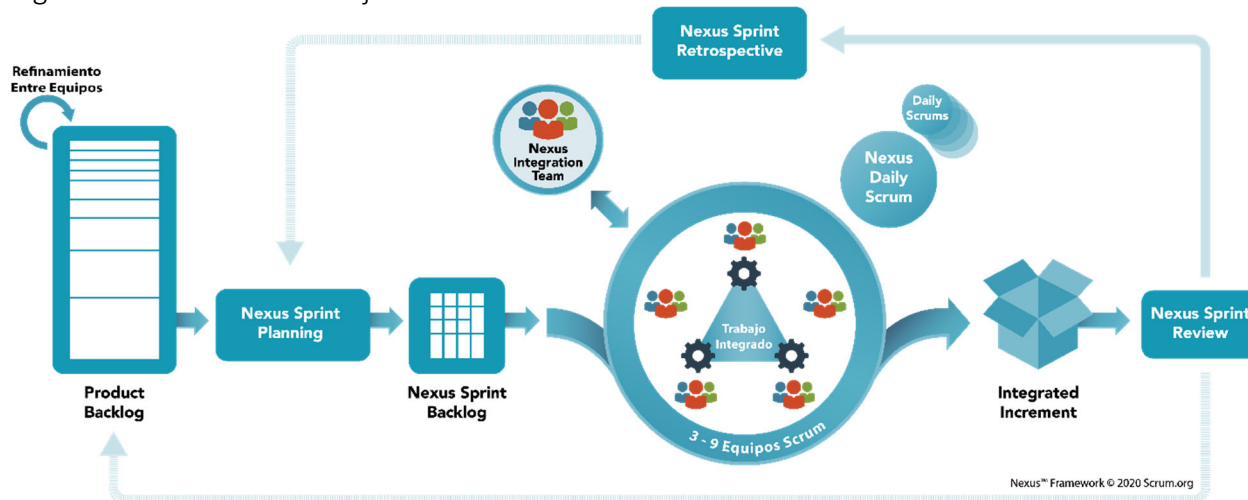 Nexus Sprint
Retrospective
Refinamiento
Entre Equipos
Daily
Scrums
Nexus
Integration
Team
Nexus
Daily
Scrum
Nexus Sprint
Planning
Trabajo
Integrado
Nexus Sprint
Review
Product
Backlog
Nexus Sprint
Backlog
Integrated
Increment
3 - 9 Equipos Scrum
Nexus™ Framework © 2020 Scrum.org